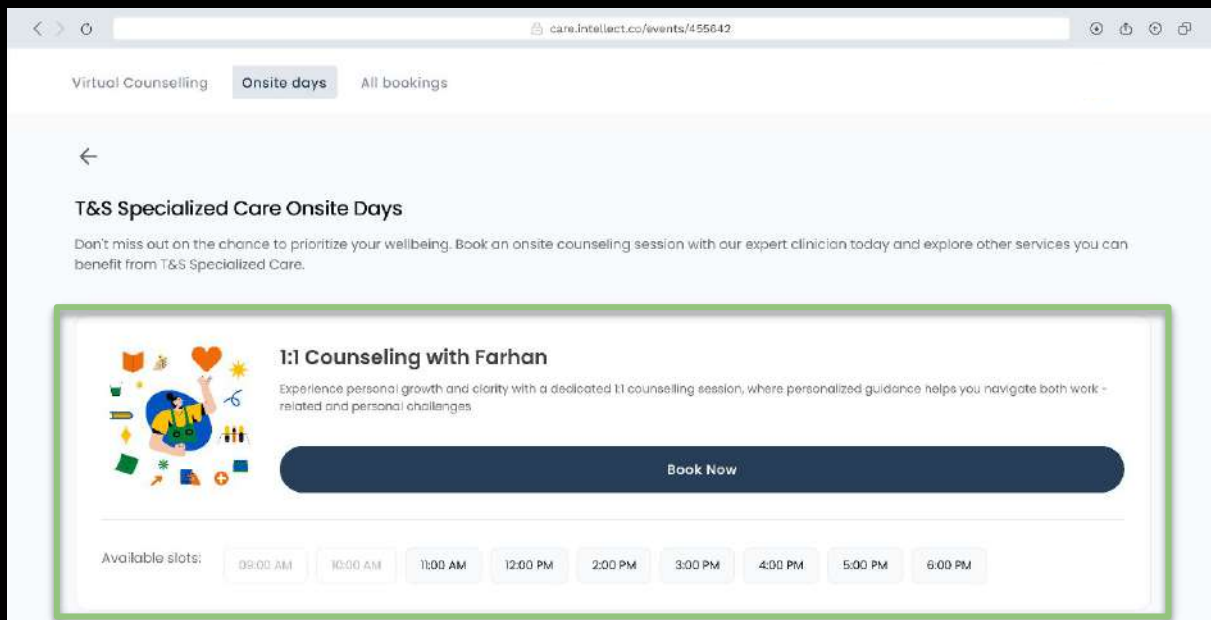 care.intellect.co/events/455642
Virtual Counselling Onsite days All bookings
T&S Specialized Care Onsite Days
Don't miss out on the chance to prioritize your wellbeing. Book an onsite counseling session with our expert clinician today and explore other services you can
benefit from T&S Specialized Care.
1:1 Counseling with Farhan
Experience personal growth and clarity with a dedicated 1:1 counselling session, where personalized guidance helps you navigate both work -
related and personal challenges
Book Now
Available slots: 09:00 AM 10:00 AM 11:00 AM 12:00 PM 2:00 PM 3:00 PM 4:00 PM 5:00 PM 6:00 PM